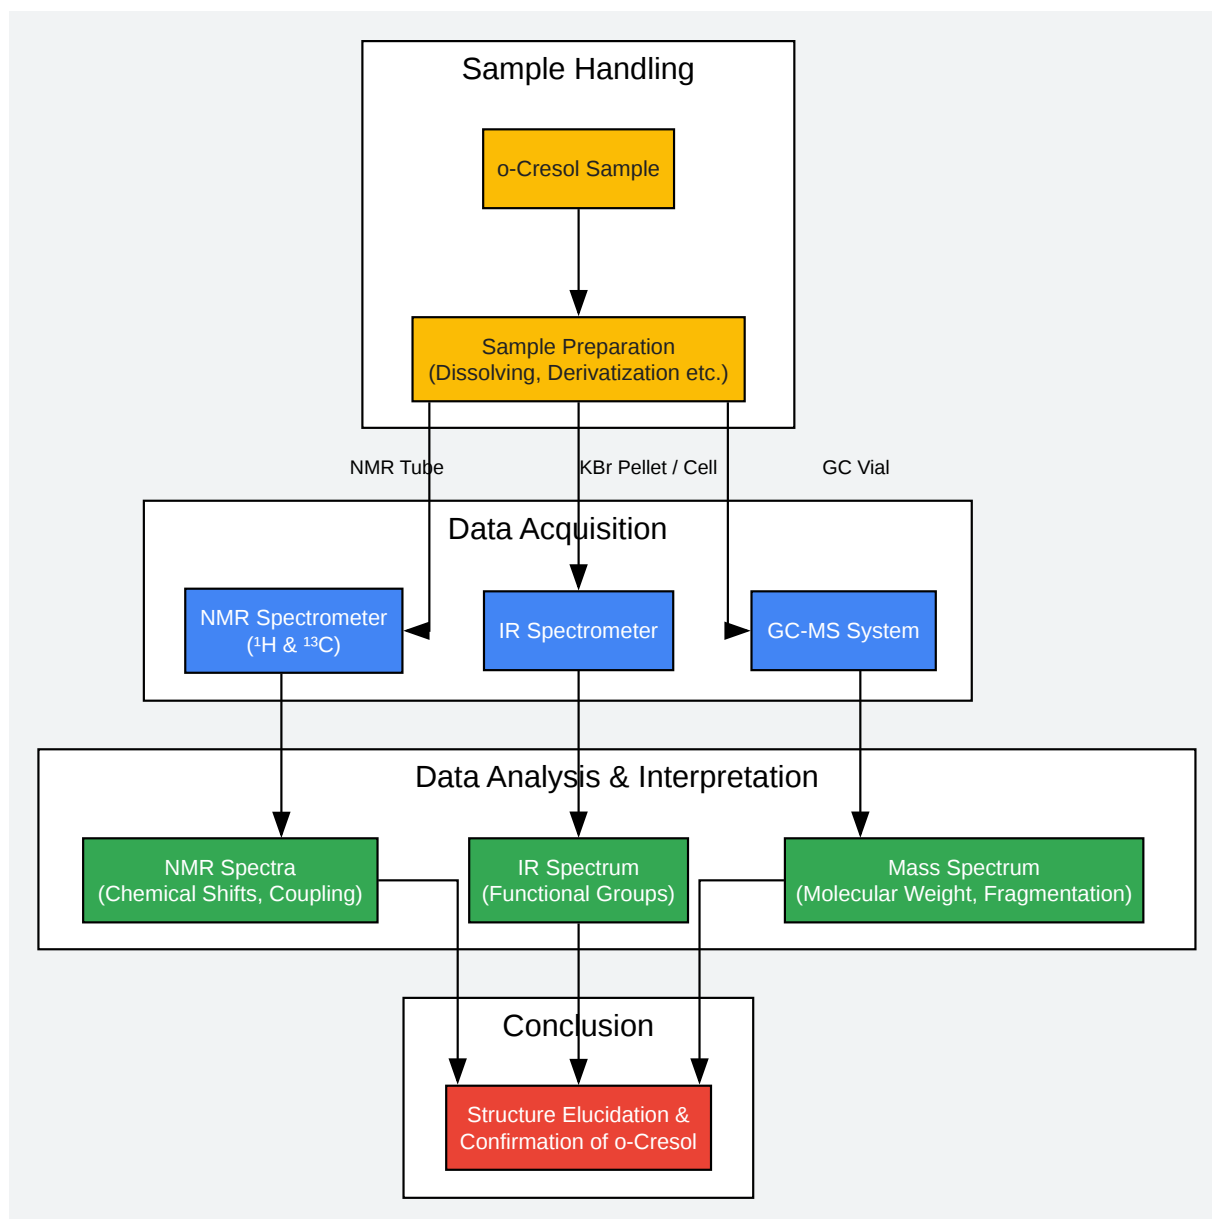 Sample Handling
o-Cresol Sample
Sample Preparation
(Dissolving, Derivatization etc.)
NMR Tube
KBr Pellet / Cell
GC Vial
Data Acquisition
NMR Spectrometer
(¹H & ¹³C)
IR Spectrometer
GC-MS System
Data Analysis & Interpretation
NMR Spectra
(Chemical Shifts, Coupling)
IR Spectrum
(Functional Groups)
Mass Spectrum
(Molecular Weight, Fragmentation)
Conclusion
Structure Elucidation &
Confirmation of o-Cresol